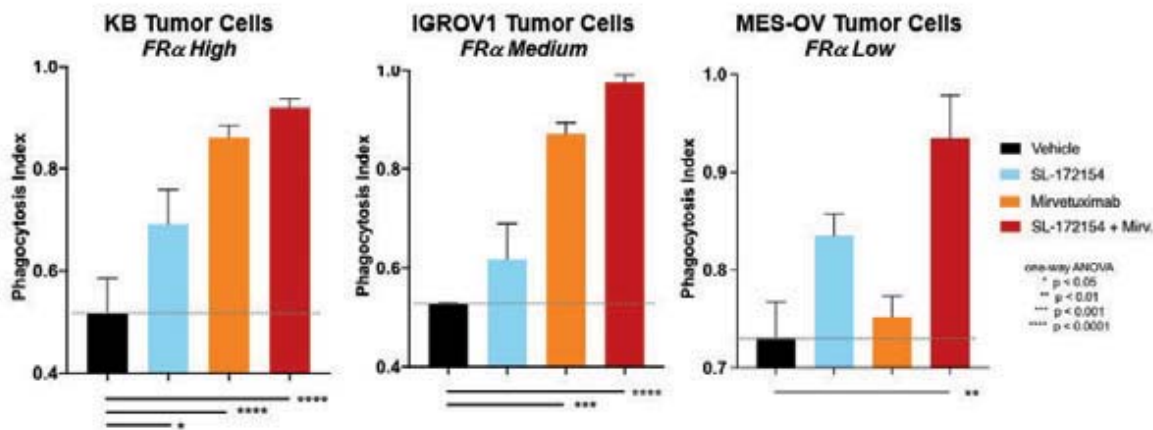 KB Tumor Cells
FRα High
Phagocytosis Index
1.0
0.8
0.6
0.4
****
****
*
IGROV1 Tumor Cells
FRα Medium
Phagocytosis Index
1.0
0.8
0.6
0.4
****
***
MES-OV Tumor Cells
FRα Low
Phagocytosis Index
1.0
0.9
0.8
0.7
**
Vehicle
SL-172154
Mirvetuximab
SL-172154 + Mirv.
one-way ANOVA
* p < 0.05
** p < 0.01
*** p < 0.001
**** p < 0.0001